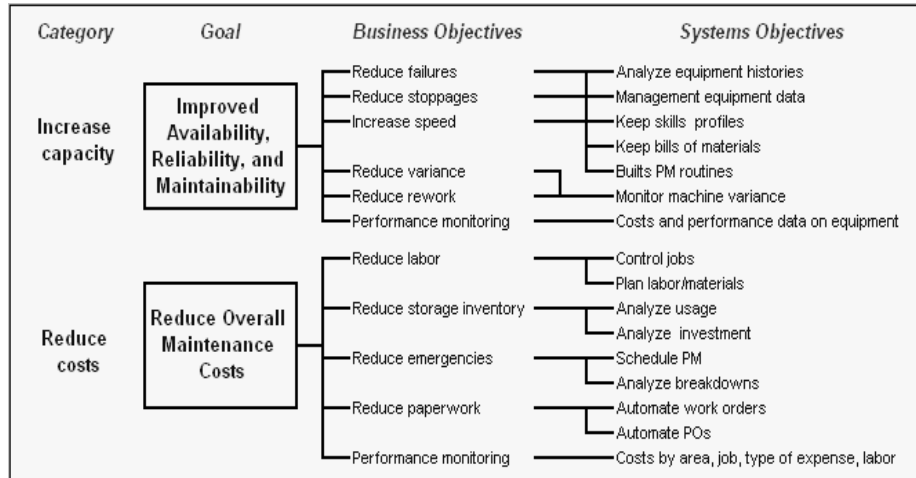 Category Goal Business Objectives Systems Objectives
Increase
capacity
Improved
Availability,
Reliability, and
Maintainability
Reduce failures
Reduce stoppages
Increase speed
Reduce variance
Reduce rework
Performance monitoring
Analyze equipment histories
Management equipment data
Keep skills profiles
Keep bills of materials
Builts PM routines
Monitor machine variance
Costs and performance data on equipment
Reduce
costs
Reduce Overall
Maintenance
Costs
Reduce labor
Reduce storage inventory
Reduce emergencies
Reduce paperwork
Performance monitoring
Control jobs
Plan labor/materials
Analyze usage
Analyze investment
Schedule PM
Analyze breakdowns
Automate work orders
Automate POs
Costs by area, job, type of expense, labor